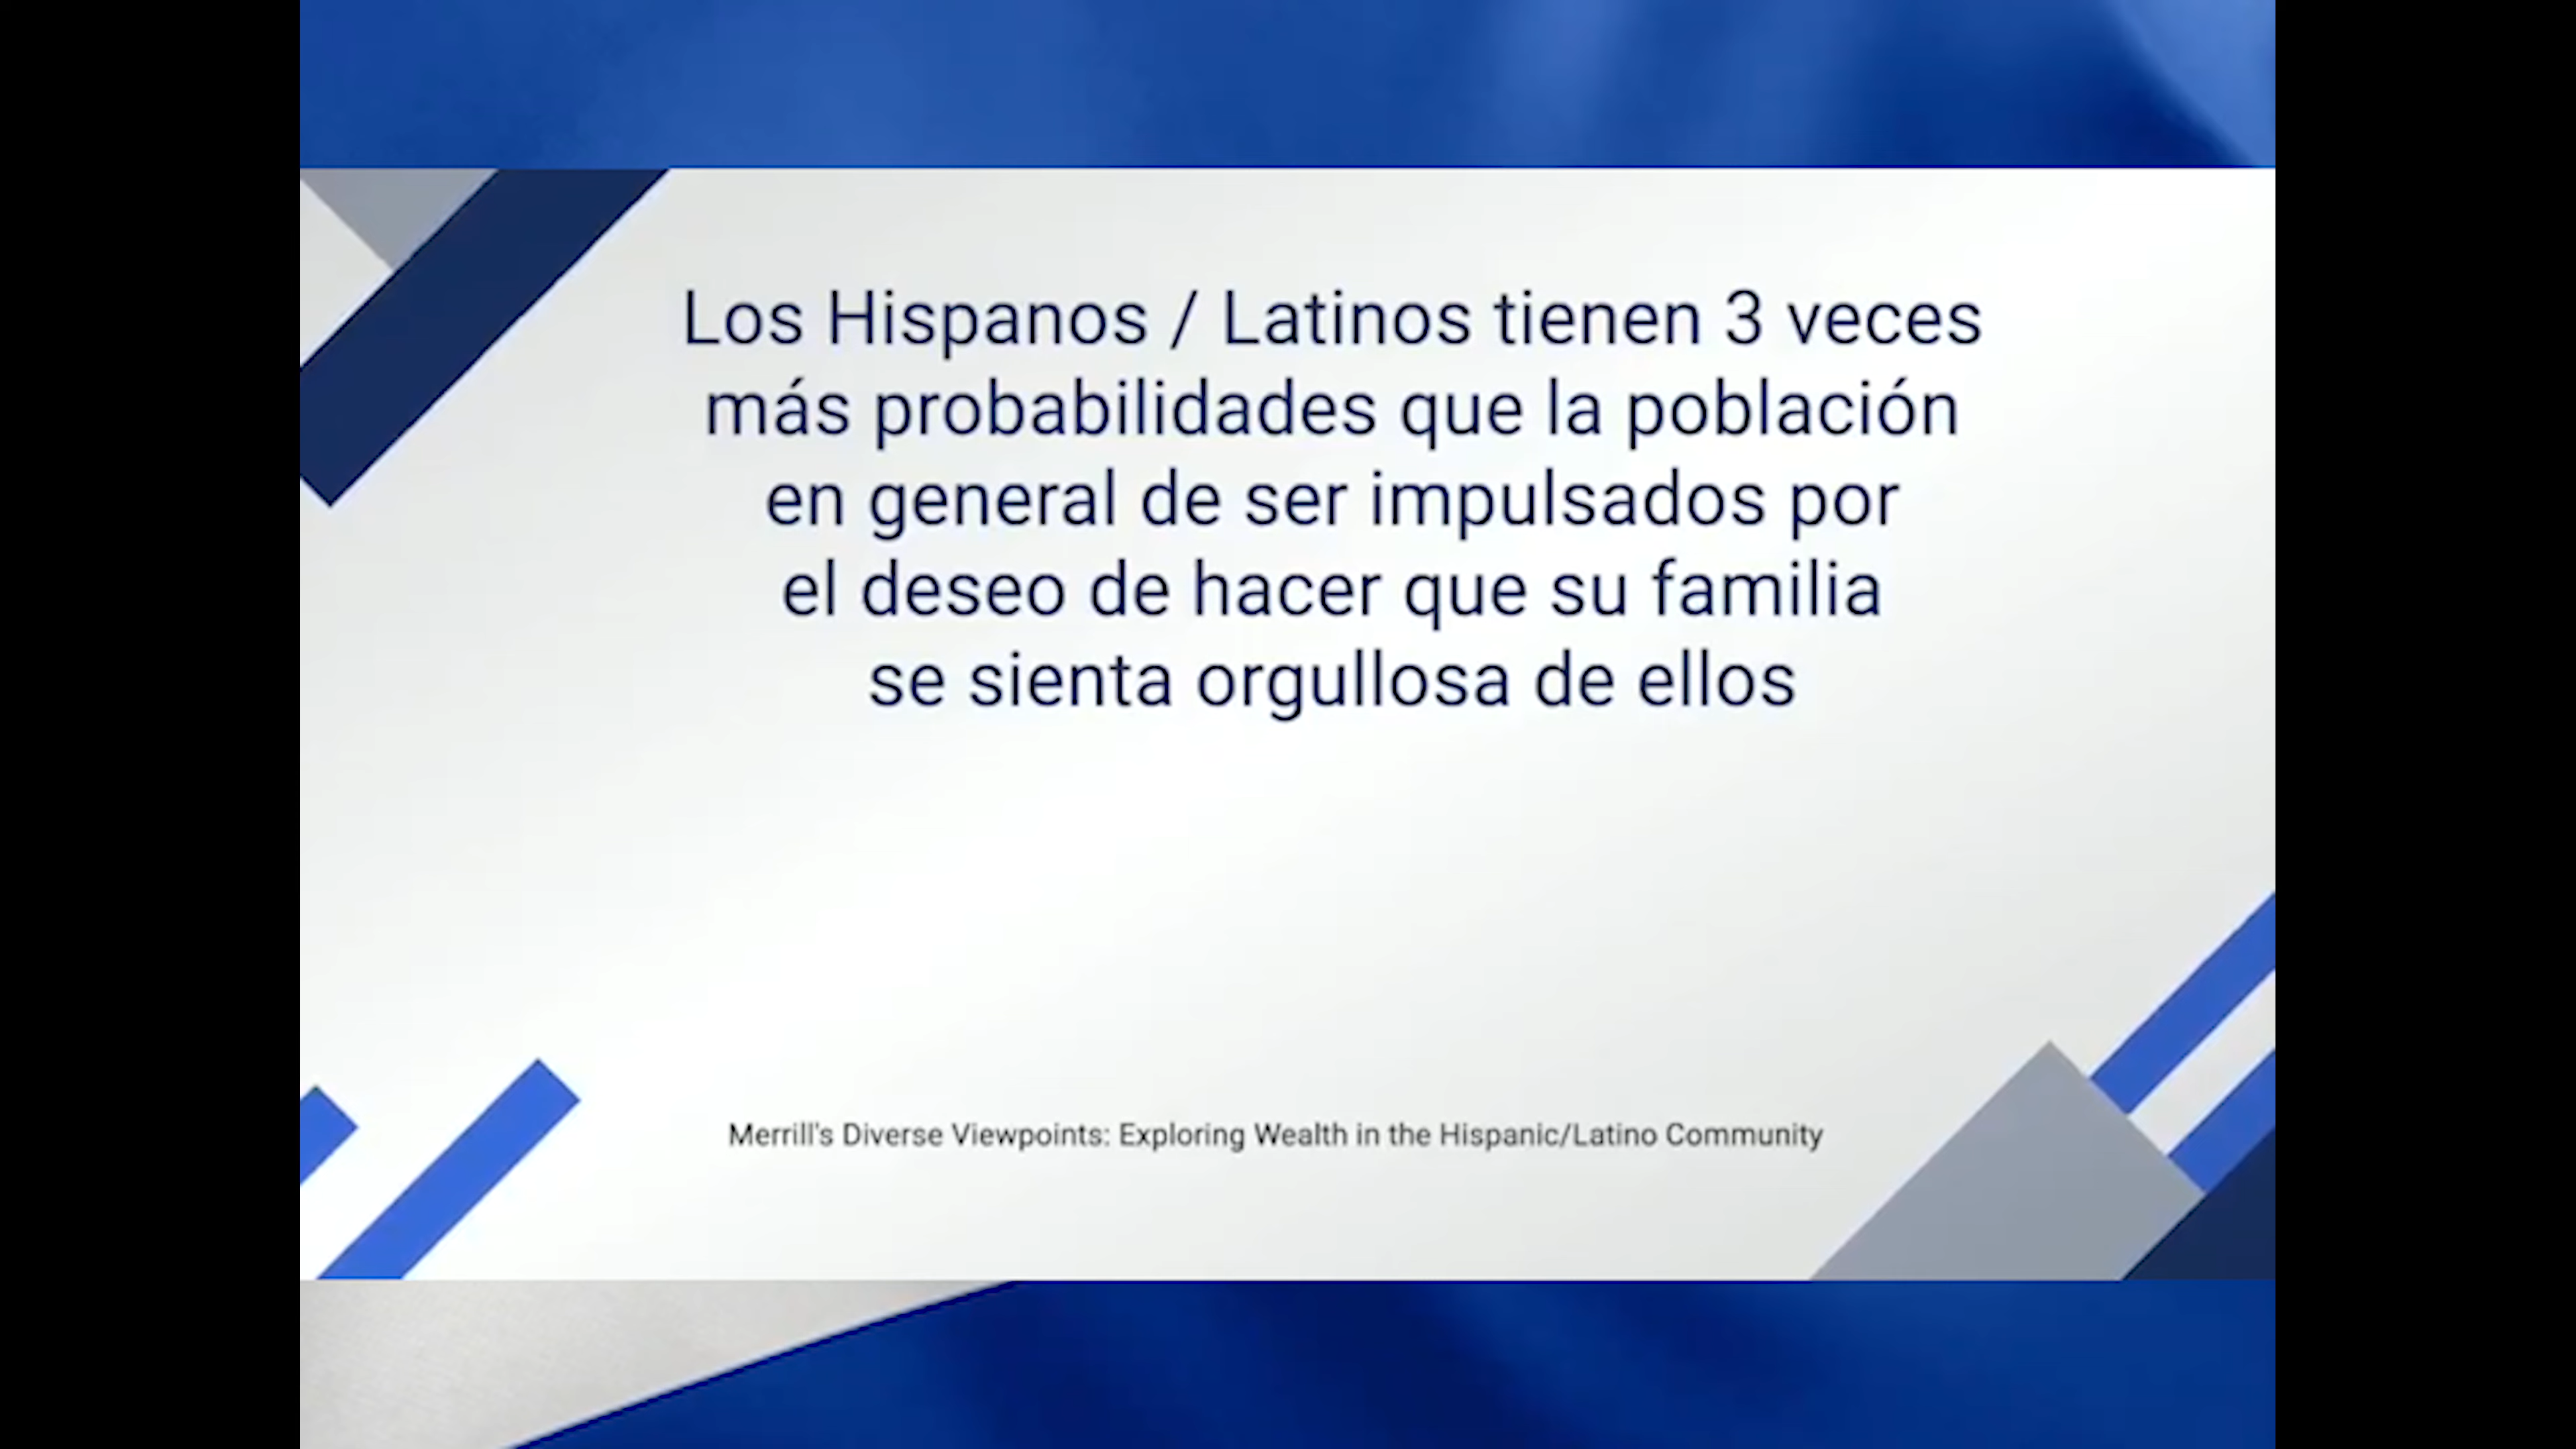 Los Hispanos / Latinos tienen 3 veces
más probabilidades que la población
en general de ser impulsados por
el deseo de hacer que su familia
se sienta orgullosa de ellos
Merrill's Diverse Viewpoints: Exploring Wealth in the Hispanic/Latino Community